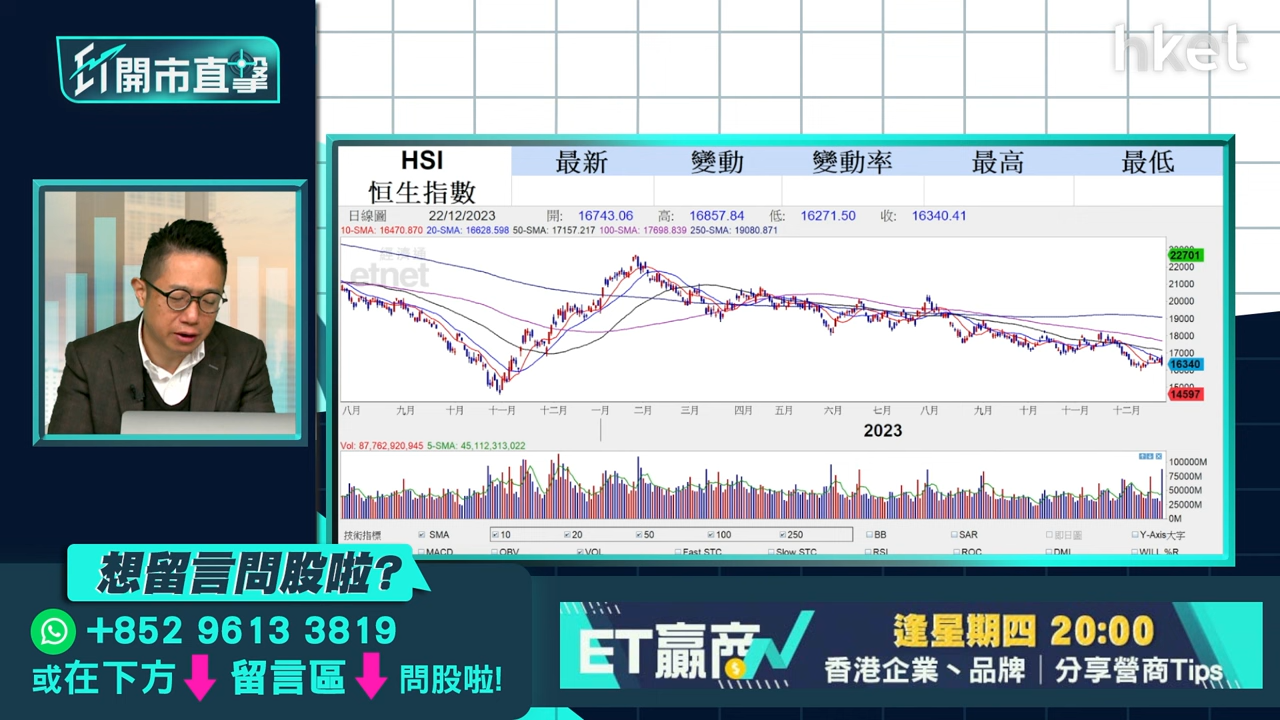 ET開市直擊
hket
HSI 最新 變動 變動率 最高 最低
恒生指數
日線圖 22/12/2023 開: 16743.06 高: 16857.84 低: 16271.50 收: 16340.41
10-SMA: 16470.870 20-SMA: 16628.598 50-SMA: 17157.217 100-SMA: 17698.839 250-SMA: 19080.871
經濟通
etnet
22701
22000
21000
20000
19000
18000
17000
16340
14597
八月 九月 十月 十一月 十二月 一月 二月 三月 四月 五月 六月 七月 八月 九月 十月 十一月 十二月
2023
Vol: 87,762,920,945 5-SMA: 45,112,313,022
100000M
75000M
50000M
25000M
0M
技術指標 SMA 10 20 50 100 250 BB SAR 即日圖 Y-Axis大字
MACD OBV VOL Fast STC Slow STC RSI ROC DMI WILL %R
想留言問股啦?
+852 9613 3819
或在下方 留言區 問股啦!
ET贏商
$
逢星期四 20:00
香港企業、品牌｜分享營商Tips